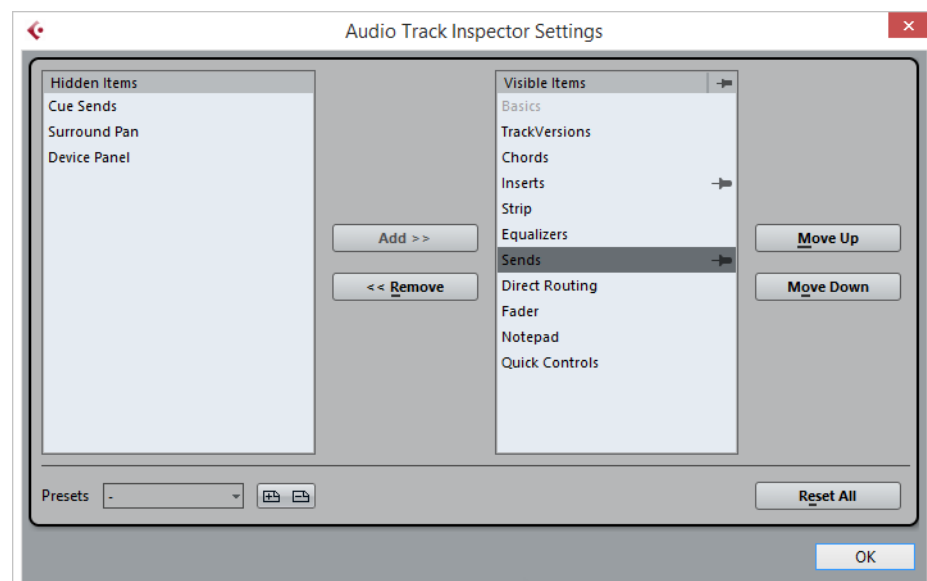 Audio Track Inspector Settings
Hidden Items
Cue Sends
Surround Pan
Device Panel
Add >>
<< Remove
Visible Items
Basics
TrackVersions
Chords
Inserts
Strip
Equalizers
Sends
Direct Routing
Fader
Notepad
Quick Controls
Move Up
Move Down
Presets -
Reset All
OK